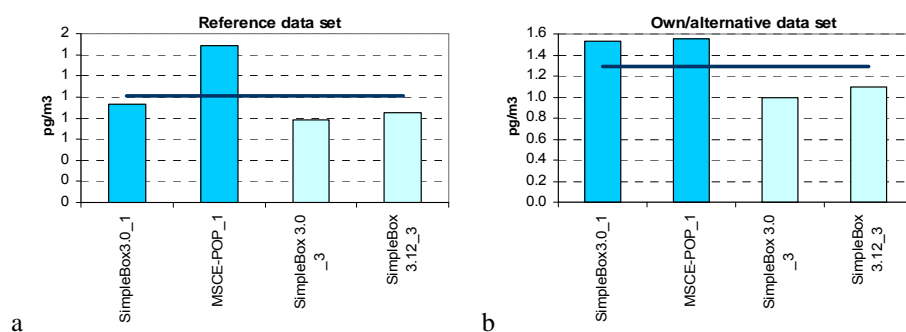 Reference data set
pg/m3
2
1
1
1
1
1
0
0
0
SimpleBox3.0_1
MSCE-POP_1
SimpleBox 3.0
_3
SimpleBox
3.12_3
a
Own/alternative data set
pg/m3
1.6
1.4
1.2
1.0
0.8
0.6
0.4
0.2
0.0
SimpleBox3.0_1
MSCE-POP_1
SimpleBox 3.0
_3
SimpleBox
3.12_3
b